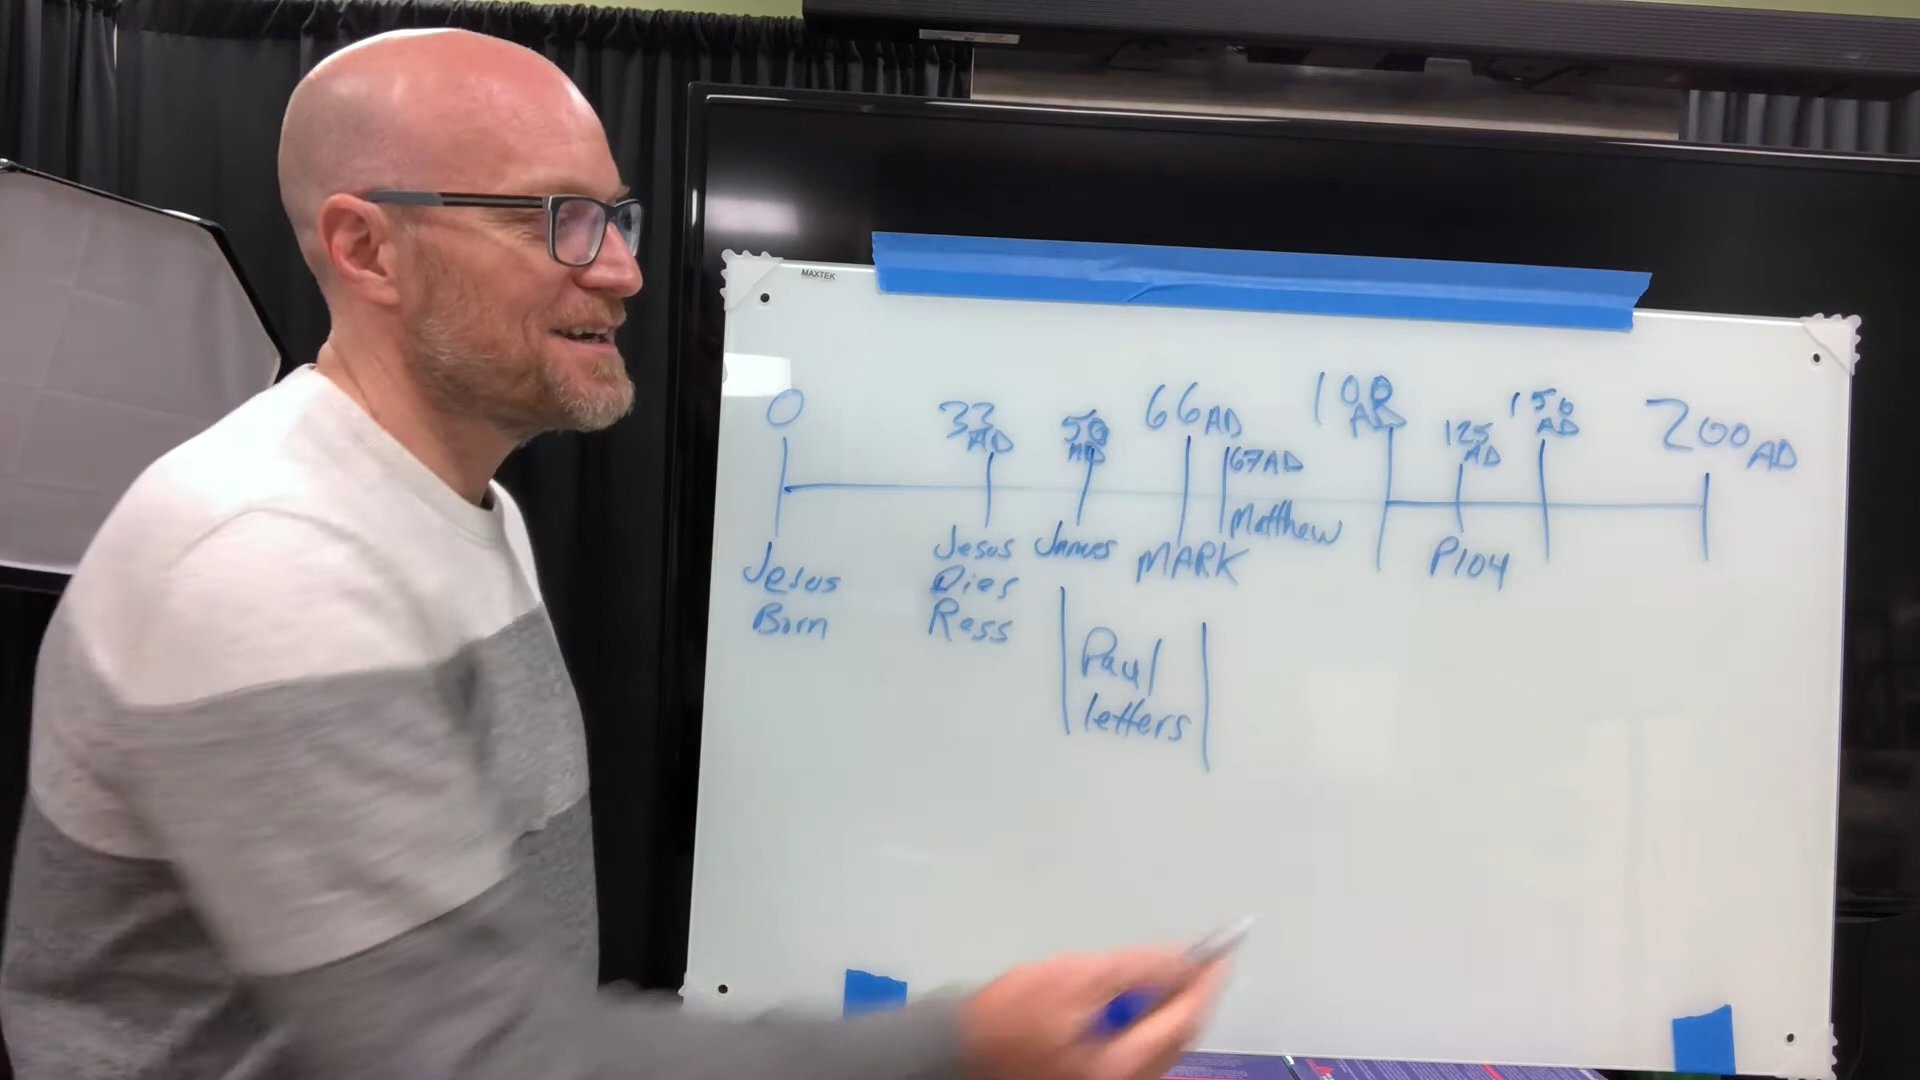 MAXTEK
0
33 AD
50 AD
66 AD
67 AD
100 AD
125 AD
150 AD
200 AD
Jesus
Born
Jesus
Dies
Ress
James
MARK
Matthew
P104
Paul
letters